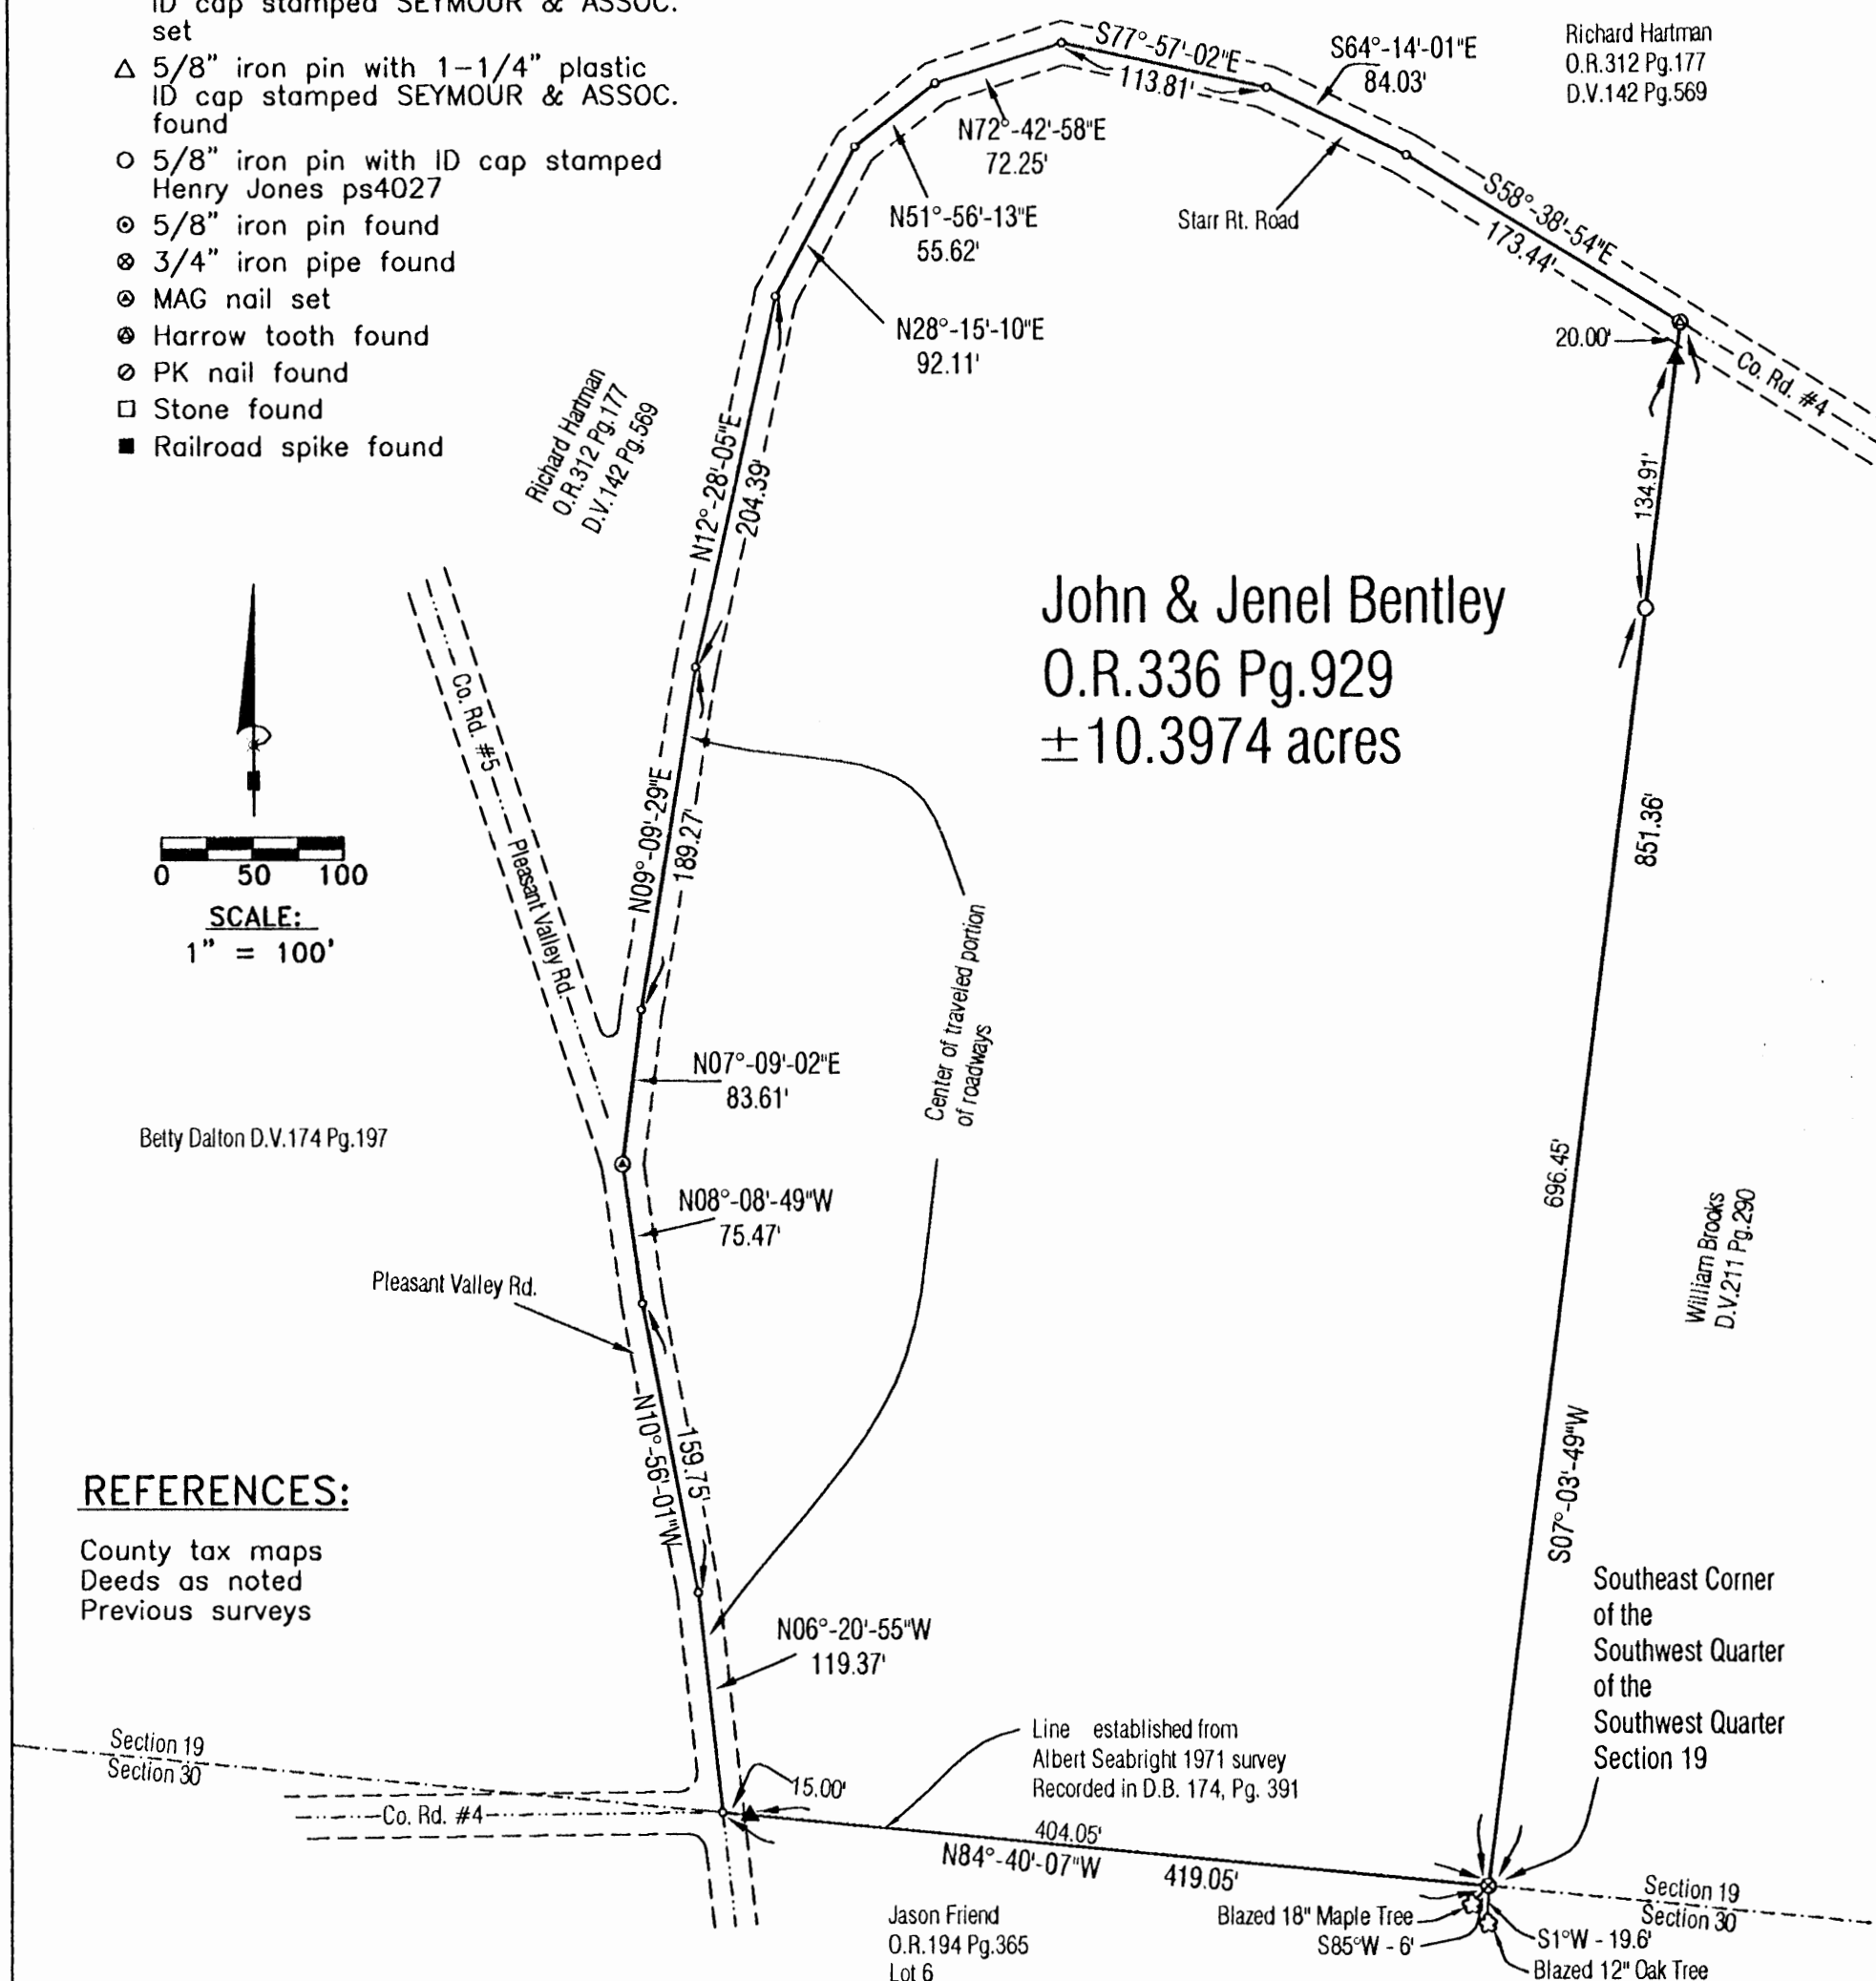 ID cap stamped SEYMOUR & ASSOC.
set
5/8" iron pin with 1-1/4" plastic
ID cap stamped SEYMOUR & ASSOC.
found
5/8" iron pin with ID cap stamped
Henry Jones ps4027
5/8" iron pin found
3/4" iron pipe found
MAG nail set
Harrow tooth found
PK nail found
Stone found
Railroad spike found
S77°-57'-02"E
113.81'
S64°-14'-01"E
84.03'
Richard Hartman
O.R.312 Pg.177
D.V.142 Pg.569
N72°-42'-58"E
72.25'
N51°-56'-13"E
55.62'
Starr Rt. Road
S58°-38'-54"E
173.44'
N28°-15'-10"E
92.11'
20.00'
Co. Rd. #4
Richard Hartman
O.R.312 Pg.177
D.V.142 Pg.569
N12°-28'-05"E
204.39'
134.91'
John & Jenel Bentley
O.R.336 Pg.929
±10.3974 acres
Co. Rd. #5
Pleasant Valley Rd.
0 50 100
SCALE:
1" = 100'
N09°-09'-29"E
189.27'
851.36'
Center of traveled portion
of roadways
N07°-09'-02"E
83.61'
Betty Dalton D.V.174 Pg.197
N08°-08'-49"W
75.47'
696.45'
William Brooks
D.V.211 Pg.290
Pleasant Valley Rd.
N10°-56'-01"W
159.75'
S07°-03'-49"W
REFERENCES:
County tax maps
Deeds as noted
Previous surveys
N06°-20'-55"W
119.37'
Southeast Corner
of the
Southwest Quarter
of the
Southwest Quarter
Section 19
Section 19
Section 30
Line established from
Albert Seabright 1971 survey
Recorded in D.B. 174, Pg. 391
15.00'
Co. Rd. #4
404.05'
N84°-40'-07"W
419.05'
Section 19
Section 30
Jason Friend
O.R.194 Pg.365
Lot 6
Blazed 18" Maple Tree
S85°W - 6'
S1°W - 19.6'
Blazed 12" Oak Tree